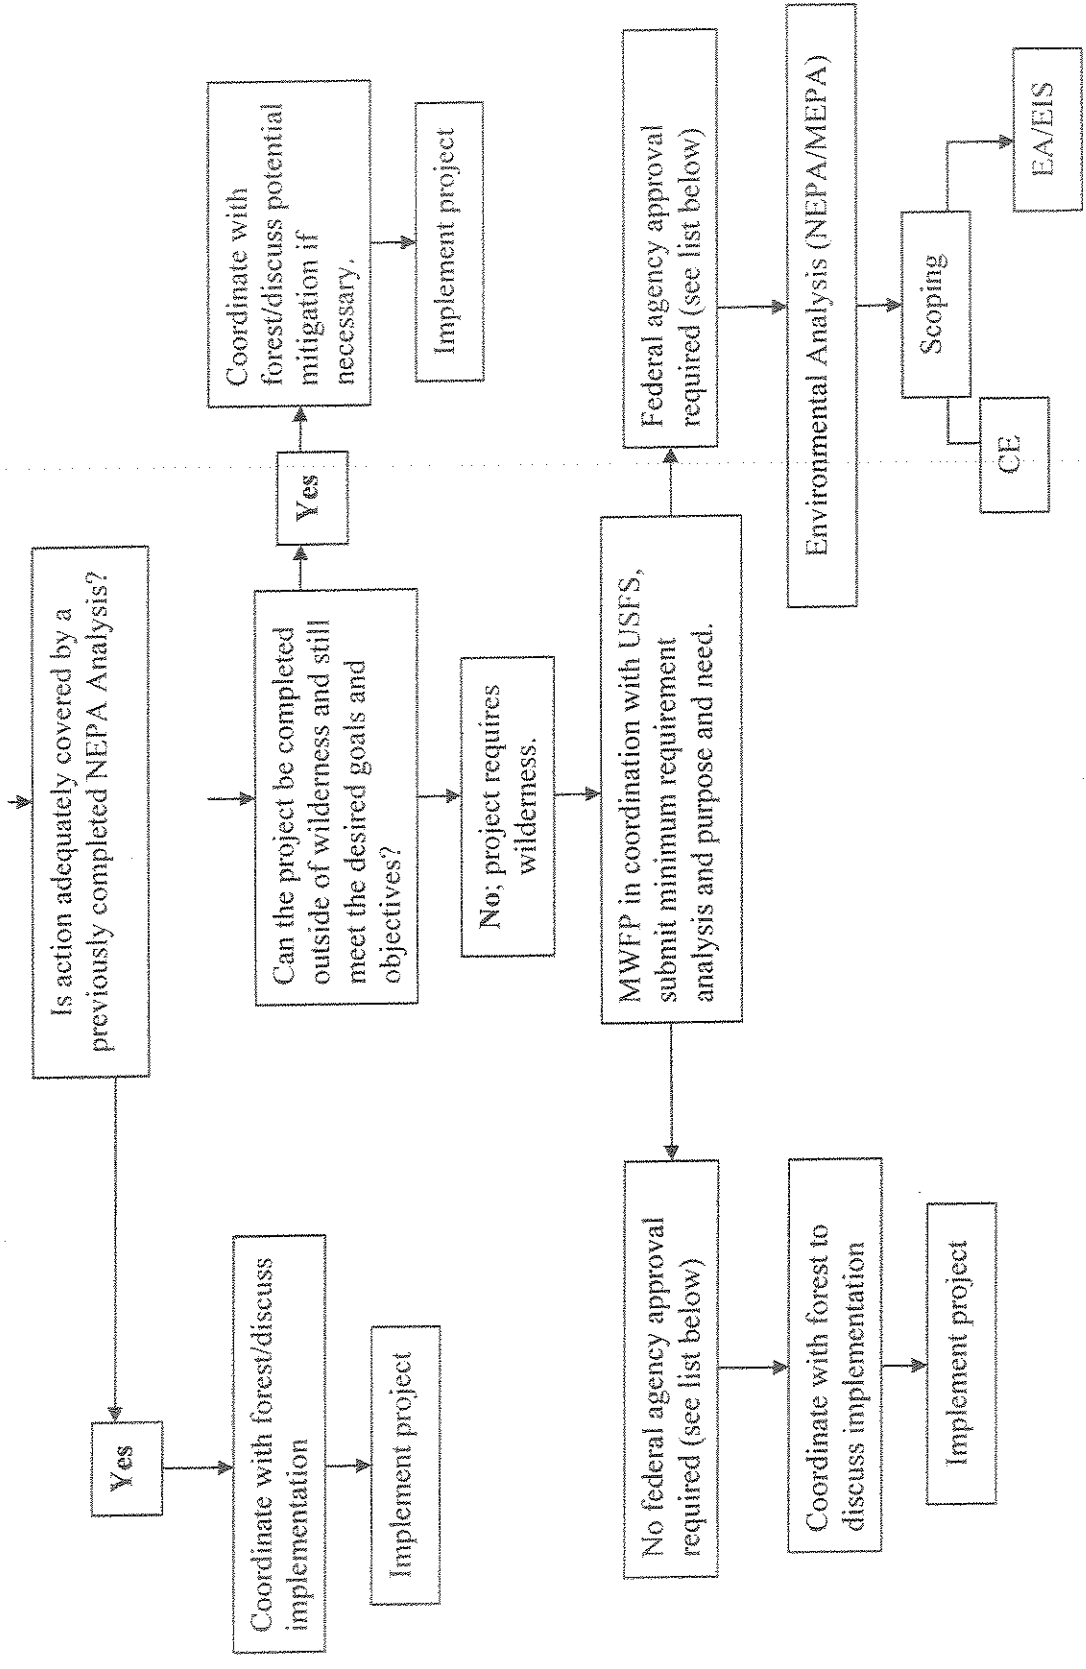 Is action adequately covered by a
previously completed NEPA Analysis?
Yes
Coordinate with forest/discuss
implementation
Implement project
Can the project be completed
outside of wilderness and still
meet the desired goals and
objectives?
Yes
Coordinate with
forest/discuss potential
mitigation if
necessary.
Implement project
No; project requires
wilderness.
MWFP in coordination with USFS,
submit minimum requirement
analysis and purpose and need.
No federal agency approval
required (see list below)
Coordinate with forest to
discuss implementation
Implement project
Federal agency approval
required (see list below)
Environmental Analysis (NEPA/MEPA)
Scoping
CE
EA/EIS